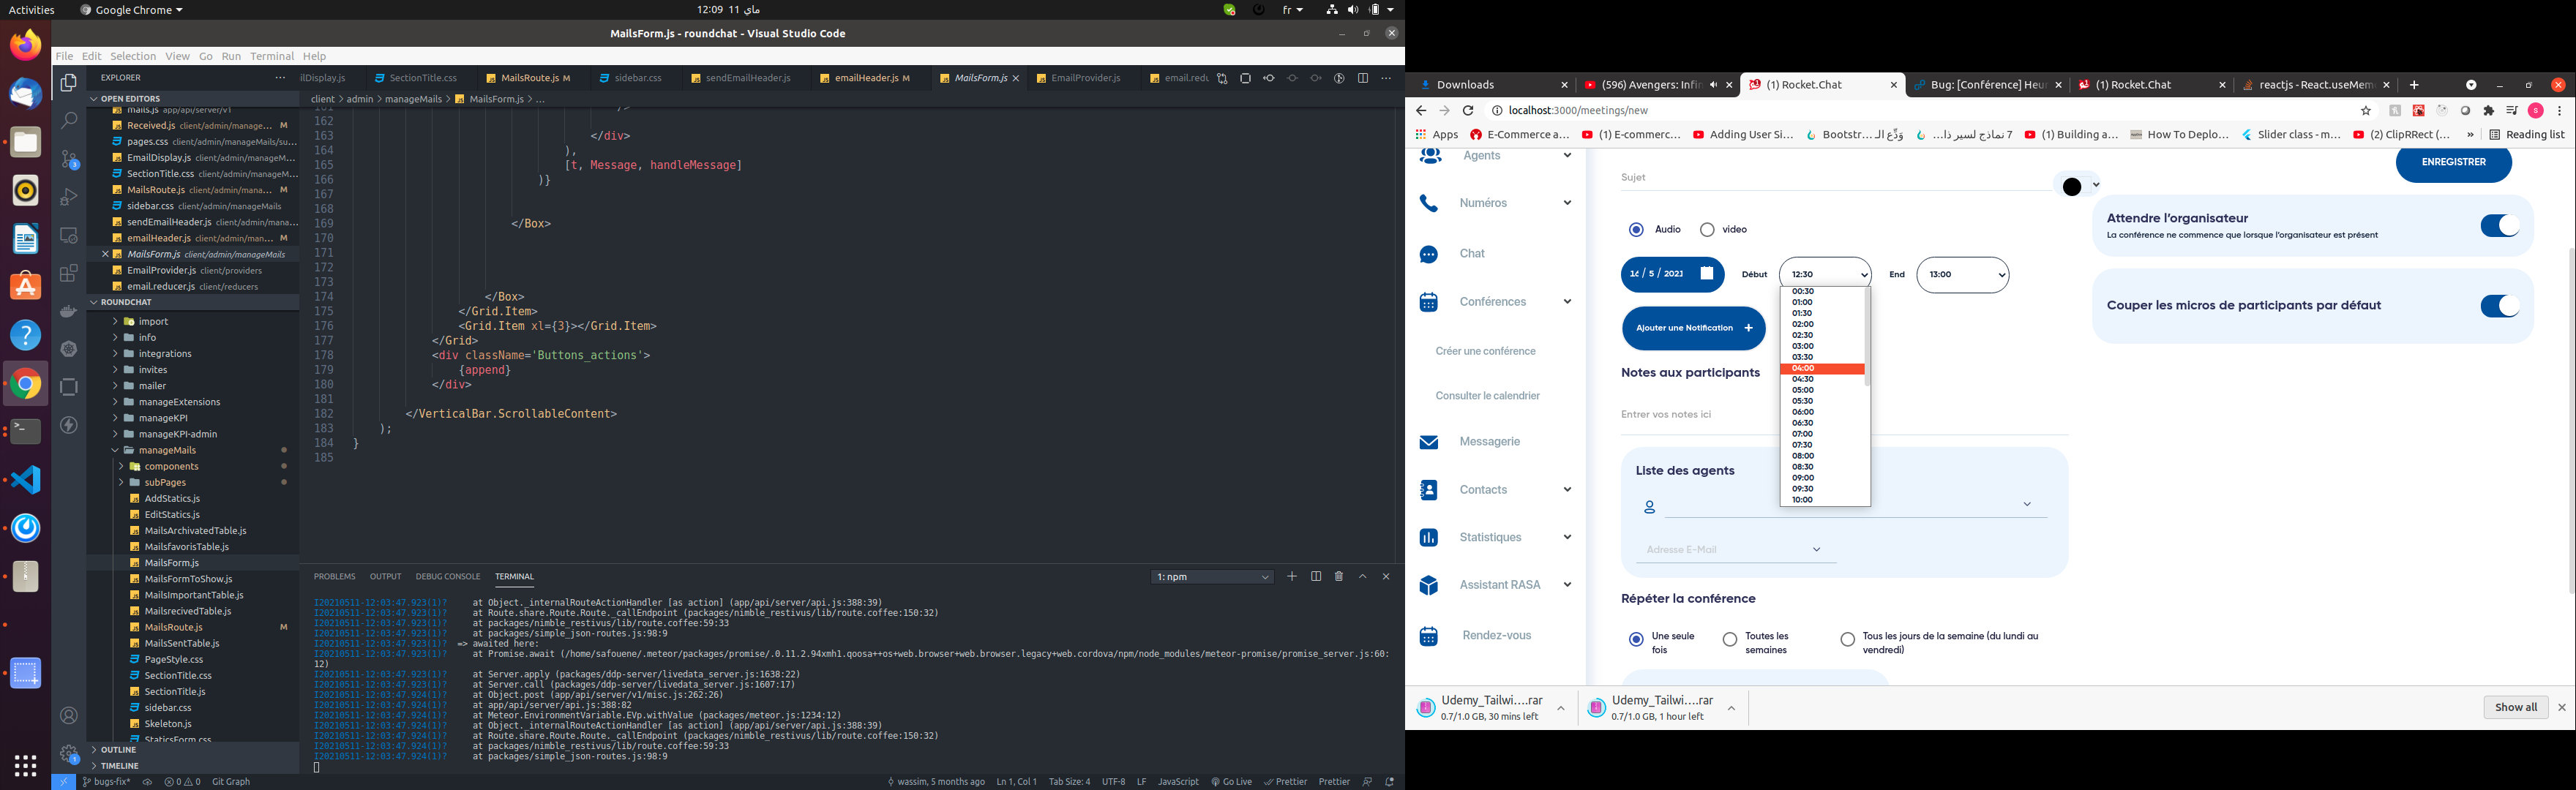 Activities
Google Chrome
12:09 11 ماي
fr
MailsForm.js - roundchat - Visual Studio Code
File Edit Selection View Go Run Terminal Help
EXPLORER
ilDisplay.js
SectionTitle.css
MailsRoute.js M
sidebar.css
sendEmailHeader.js
emailHeader.js M
MailsForm.js
EmailProvider.js
email.redu
OPEN EDITORS
mails.js app/api/server/v1
Received.js client/admin/manage... M
pages.css client/admin/manageMails/su...
EmailDisplay.js client/admin/manageM...
SectionTitle.css client/admin/manageM...
MailsRoute.js client/admin/mana... M
sidebar.css client/admin/manageMails
sendEmailHeader.js client/admin/mana...
emailHeader.js client/admin/man... M
MailsForm.js client/admin/manageMails
EmailProvider.js client/providers
email.reducer.js client/reducers
ROUNDCHAT
import
info
integrations
invites
mailer
manageExtensions
manageKPI
manageKPI-admin
manageMails
components
subPages
AddStatics.js
EditStatics.js
MailsArchivatedTable.js
MailsfavorisTable.js
MailsForm.js
MailsFormToShow.js
MailsImportantTable.js
MailsrecivedTable.js
MailsRoute.js M
MailsSentTable.js
PageStyle.css
SectionTitle.css
SectionTitle.js
sidebar.css
Skeleton.js
StaticsForm.css
OUTLINE
TIMELINE
client > admin > manageMails > MailsForm.js > ...
161 />
162
163 </div>
164 ),
165 [t, Message, handleMessage]
166 )}
167
168
169 </Box>
170
171
172
173
174 </Box>
175 </Grid.Item>
176 <Grid.Item xl={3}></Grid.Item>
177 </Grid>
178 <div className='Buttons_actions'>
179 {append}
180 </div>
181
182 </VerticalBar.ScrollableContent>
183 );
184 }
185
PROBLEMS OUTPUT DEBUG CONSOLE TERMINAL
1: npm
I20210511-12:03:47.923(1)? at Object._internalRouteActionHandler [as action] (app/api/server/api.js:388:39)
I20210511-12:03:47.923(1)? at Route.share.Route.Route._callEndpoint (packages/nimble_restivus/lib/route.coffee:150:32)
I20210511-12:03:47.923(1)? at packages/nimble_restivus/lib/route.coffee:59:33
I20210511-12:03:47.923(1)? at packages/simple_json-routes.js:98:9
I20210511-12:03:47.923(1)? => awaited here:
I20210511-12:03:47.923(1)? at Promise.await (/home/safouene/.meteor/packages/promise/.0.11.2.94xmh1.qoosa++os+web.browser+web.browser.legacy+web.cordova/npm/node_modules/meteor-promise/promise_server.js:60:
12)
I20210511-12:03:47.924(1)? at Server.apply (packages/ddp-server/livedata_server.js:1638:22)
I20210511-12:03:47.924(1)? at Server.call (packages/ddp-server/livedata_server.js:1607:17)
I20210511-12:03:47.924(1)? at Object.post (app/api/server/v1/misc.js:262:26)
I20210511-12:03:47.924(1)? at app/api/server/api.js:388:82
I20210511-12:03:47.924(1)? at Meteor.EnvironmentVariable.EVp.withValue (packages/meteor.js:1234:12)
I20210511-12:03:47.924(1)? at Object._internalRouteActionHandler [as action] (app/api/server/api.js:388:39)
I20210511-12:03:47.924(1)? at Route.share.Route.Route._callEndpoint (packages/nimble_restivus/lib/route.coffee:150:32)
I20210511-12:03:47.924(1)? at packages/nimble_restivus/lib/route.coffee:59:33
I20210511-12:03:47.924(1)? at packages/simple_json-routes.js:98:9
bugs-fix* 0 0 Git Graph
wassim, 5 months ago Ln 1, Col 1 Tab Size: 4 UTF-8 LF JavaScript Go Live Prettier Prettier
Downloads
(596) Avengers: Infin
(1) Rocket.Chat
Bug: [Conférence] Heur
(1) Rocket.Chat
reactjs - React.useMemo
localhost:3000/meetings/new
Apps
E-Commerce a...
(1) E-commerc...
Adding User Si...
Bootstr... وَدِّع الـ
7 نماذج لسير ذا...
(1) Building a...
How To Deplo...
Slider class - m...
(2) ClipRRect (...
»
Reading list
Agents
Numéros
Chat
Conférences
Créer une conférence
Consulter le calendrier
Messagerie
Contacts
Statistiques
Assistant RASA
Rendez-vous
ENREGISTRER
Sujet
Audio
video
5 / 2021
Début
12:30
End
13:00
00:30
01:00
01:30
02:00
02:30
03:00
03:30
04:00
04:30
05:00
05:30
06:00
06:30
07:00
07:30
08:00
08:30
09:00
09:30
10:00
Ajouter une Notification +
Notes aux participants
Entrer vos notes ici
Liste des agents
Adresse E-Mail
Répéter la conférence
Une seule fois
Toutes les semaines
Tous les jours de la semaine (du lundi au vendredi)
Attendre l'organisateur
La conférence ne commence que lorsque l'organisateur est présent
Couper les micros de participants par défaut
Udemy_Tailwi....rar
0.7/1.0 GB, 30 mins left
Udemy_Tailwi....rar
0.7/1.0 GB, 1 hour left
Show all